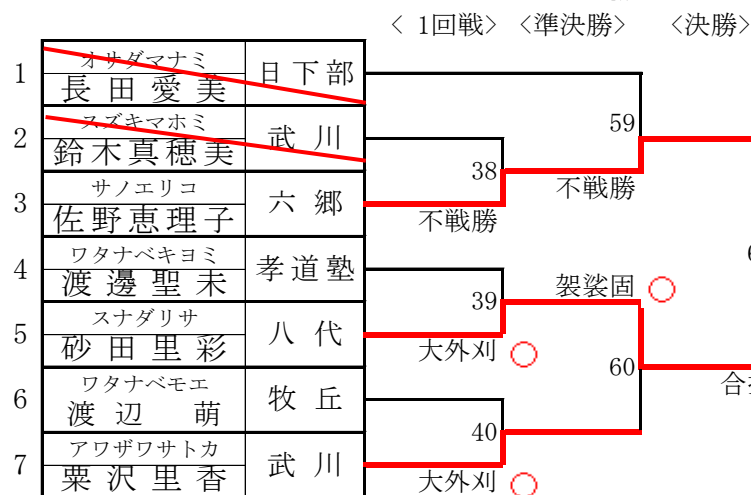 < 1回戦> <準決勝> <決勝>
1 オサダマナミ 長田愛美 日下部
59
2 スズキマホミ 鈴木真穂美 武川
38 不戦勝
3 サノエリコ 佐野恵理子 六郷
不戦勝
4 ワタナベキヨミ 渡邊聖未 孝道塾
39 袈裟固 ○
5 スナダリサ 砂田里彩 八代
大外刈 ○ 60
6 ワタナベモエ 渡辺 萌 牧丘
40
7 アワザワサトカ 粟沢里香 武川
大外刈 ○